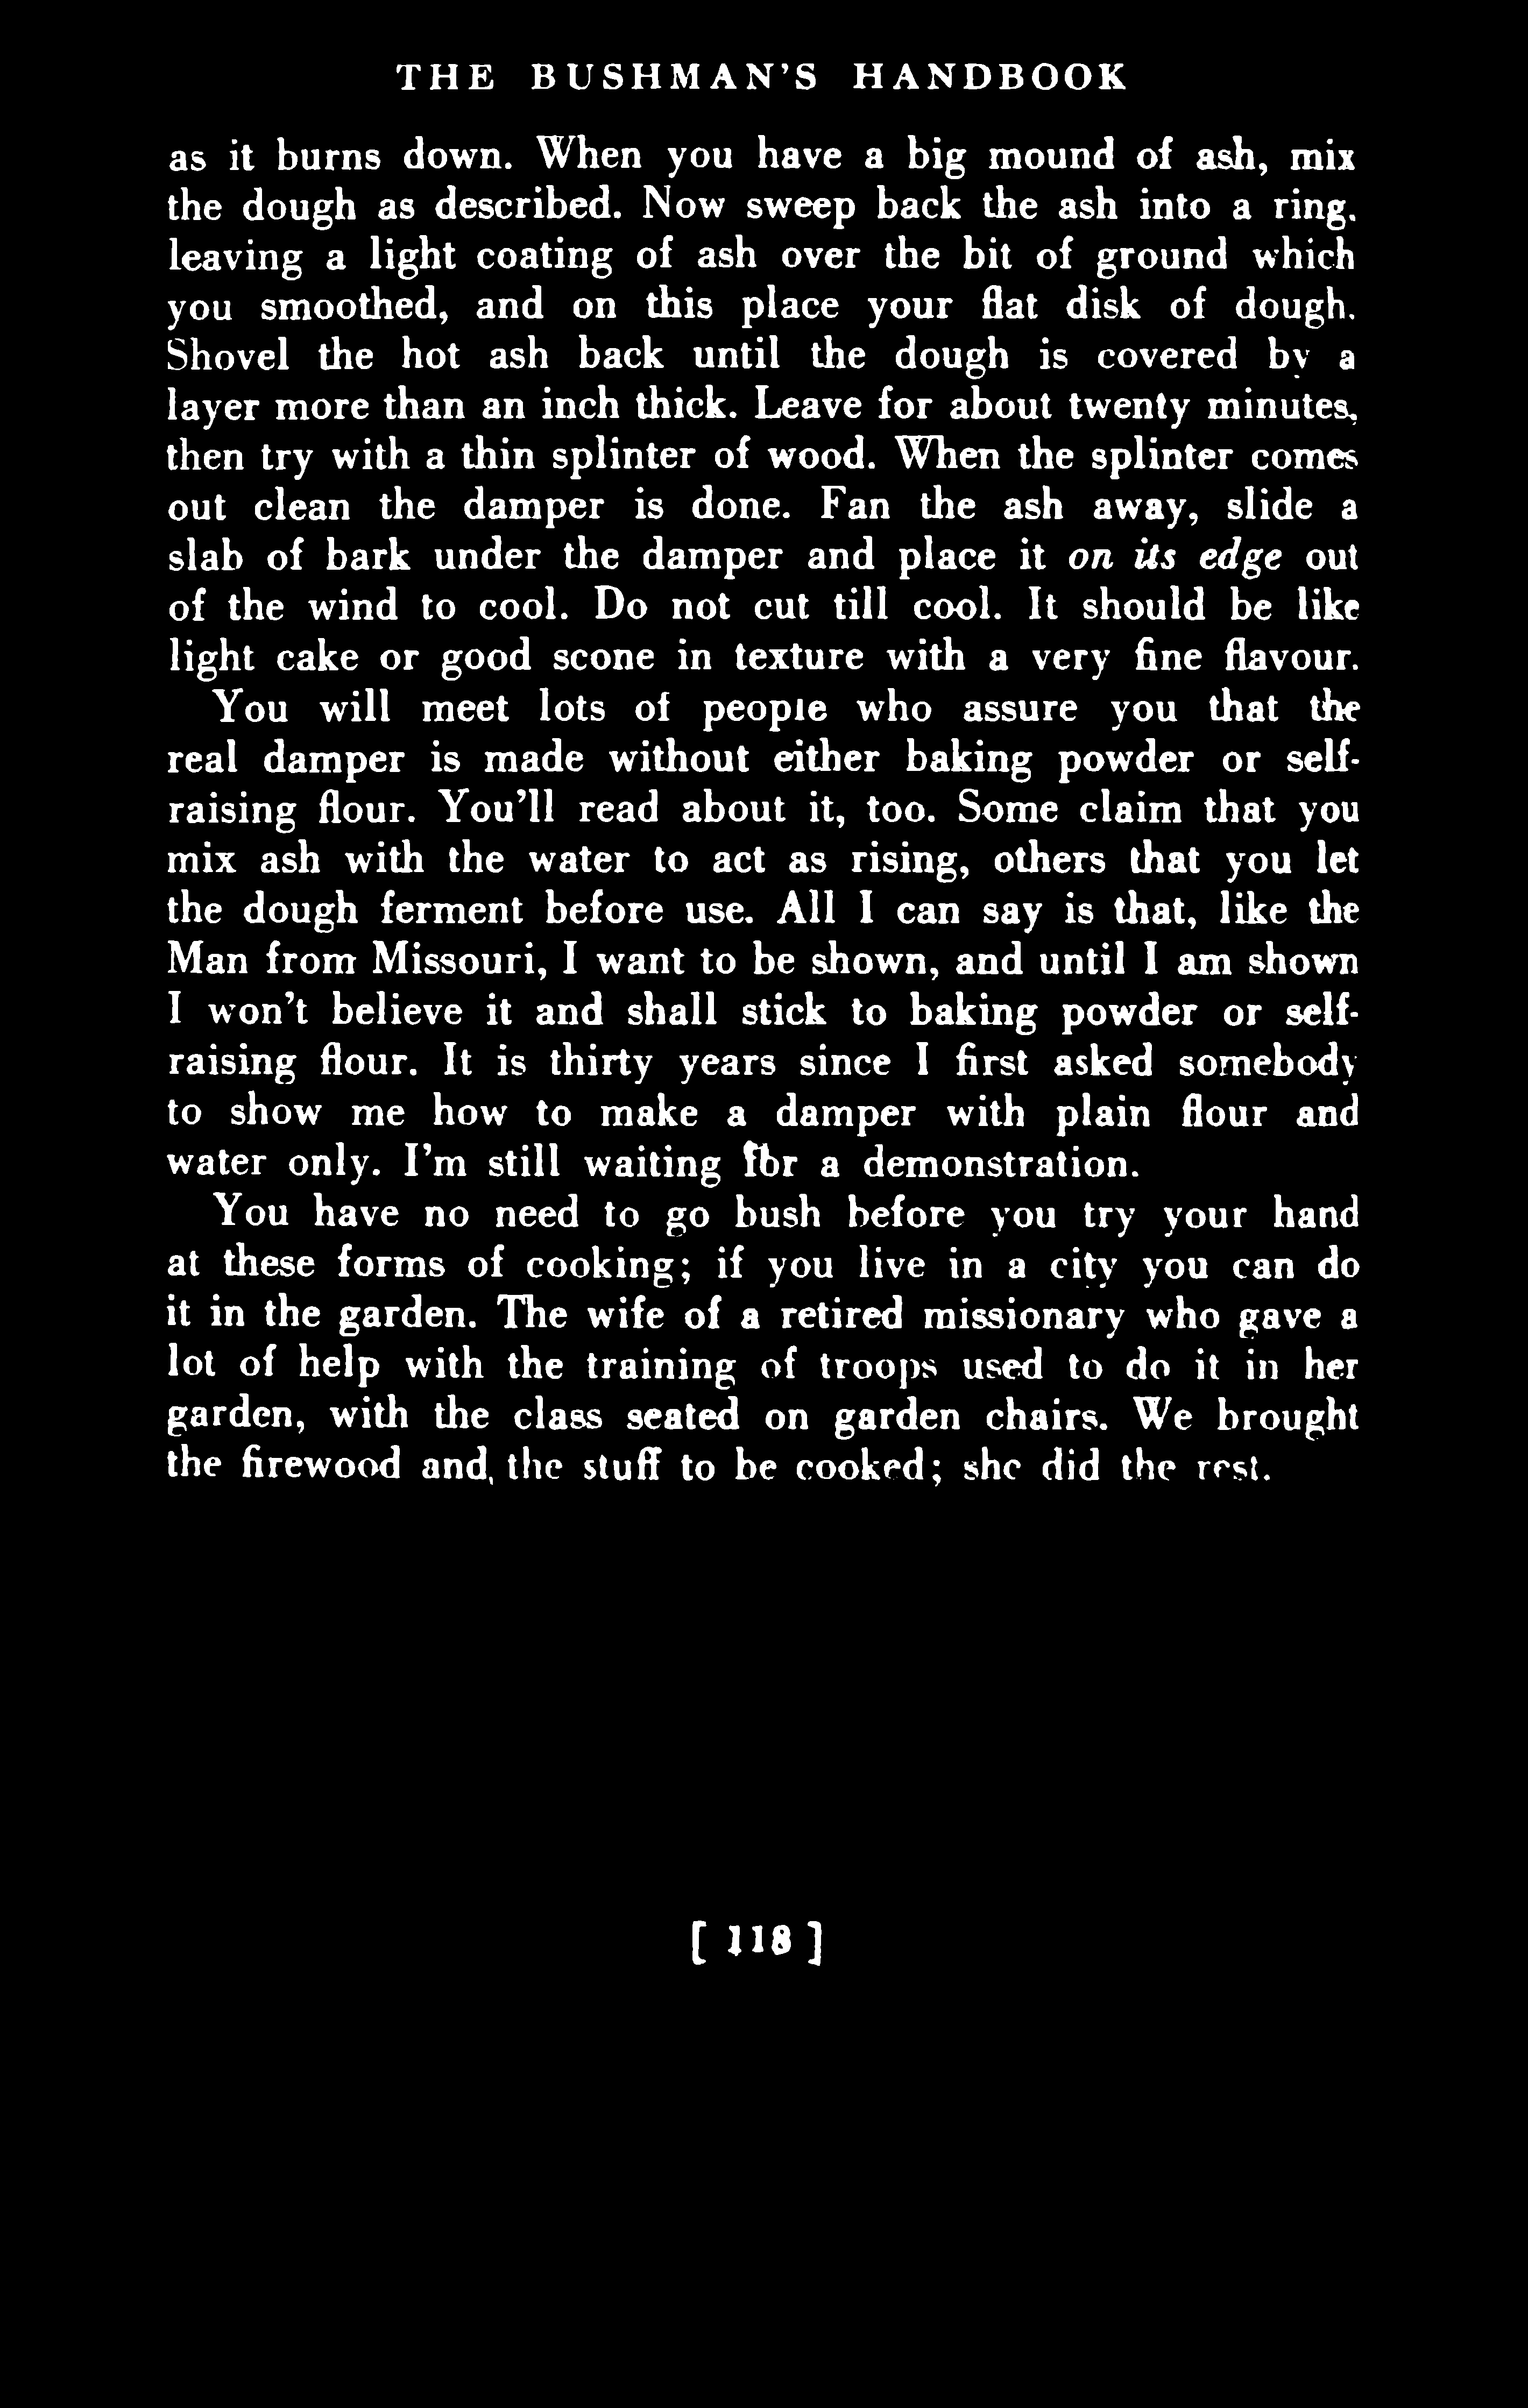 THE BUSHMAN'S HANDBOOK
as it burns down. When you have a big mound of ash, mix
the dough as described. Now sweep back the ash into a ring,
leaving a light coating of ash over the bit of ground which
you smoothed, and on this place your flat disk of dough.
Shovel the hot ash back until the dough is covered by a
layer more than an inch thick. Leave for about twenty minutes,
then try with a thin splinter of wood. When the splinter comes
out clean the damper is done. Fan the ash away, slide a
slab of bark under the damper and place it on its edge out
of the wind to cool. Do not cut till cool. It should be like
light cake or good scone in texture with a very fine flavour.
You will meet lots of people who assure you that the
real damper is made without either baking powder or self-
raising flour. You'll read about it, too. Some claim that you
mix ash with the water to act as rising, others that you let
the dough ferment before use. All I can say is that, like the
Man from Missouri, I want to be shown, and until I am shown
I won't believe it and shall stick to baking powder or self-
raising flour. It is thirty years since I first asked somebody
to show me how to make a damper with plain flour and
water only. I'm still waiting for a demonstration.
You have no need to go bush before you try your hand
at these forms of cooking; if you live in a city you can do
it in the garden. The wife of a retired missionary who gave a
lot of help with the training of troops used to do it in her
garden, with the class seated on garden chairs. We brought
the firewood and, the stuff to be cooked; she did the rest.
[ 118 ]